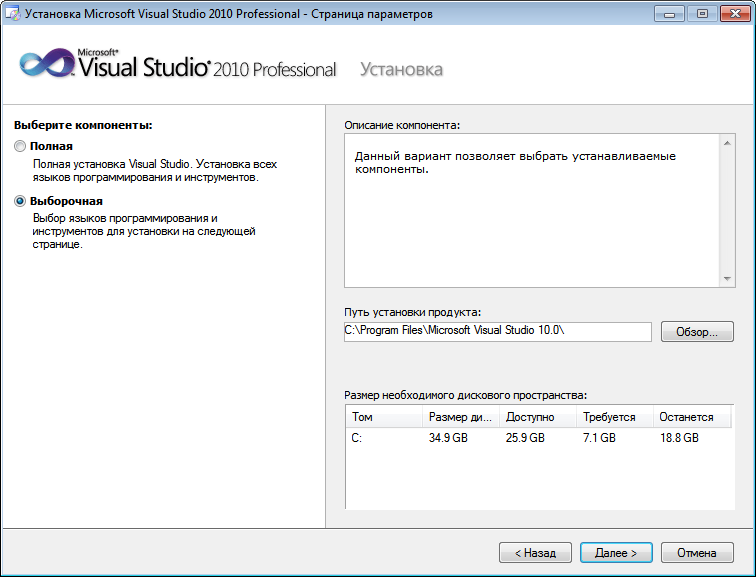 Установка Microsoft Visual Studio 2010 Professional - Страница параметров
Microsoft®
Visual Studio® 2010 Professional Установка
Выберите компоненты:
Полная
Полная установка Visual Studio. Установка всех
языков программирования и инструментов.
Выборочная
Выбор языков программирования и
инструментов для установки на следующей
странице.
Описание компонента:
Данный вариант позволяет выбрать устанавливаемые
компоненты.
Путь установки продукта:
C:\Program Files\Microsoft Visual Studio 10.0\
Обзор...
Размер необходимого дискового пространства:
Том Размер ди... Доступно Требуется Останется
C: 34.9 GB 25.9 GB 7.1 GB 18.8 GB
< Назад Далее > Отмена